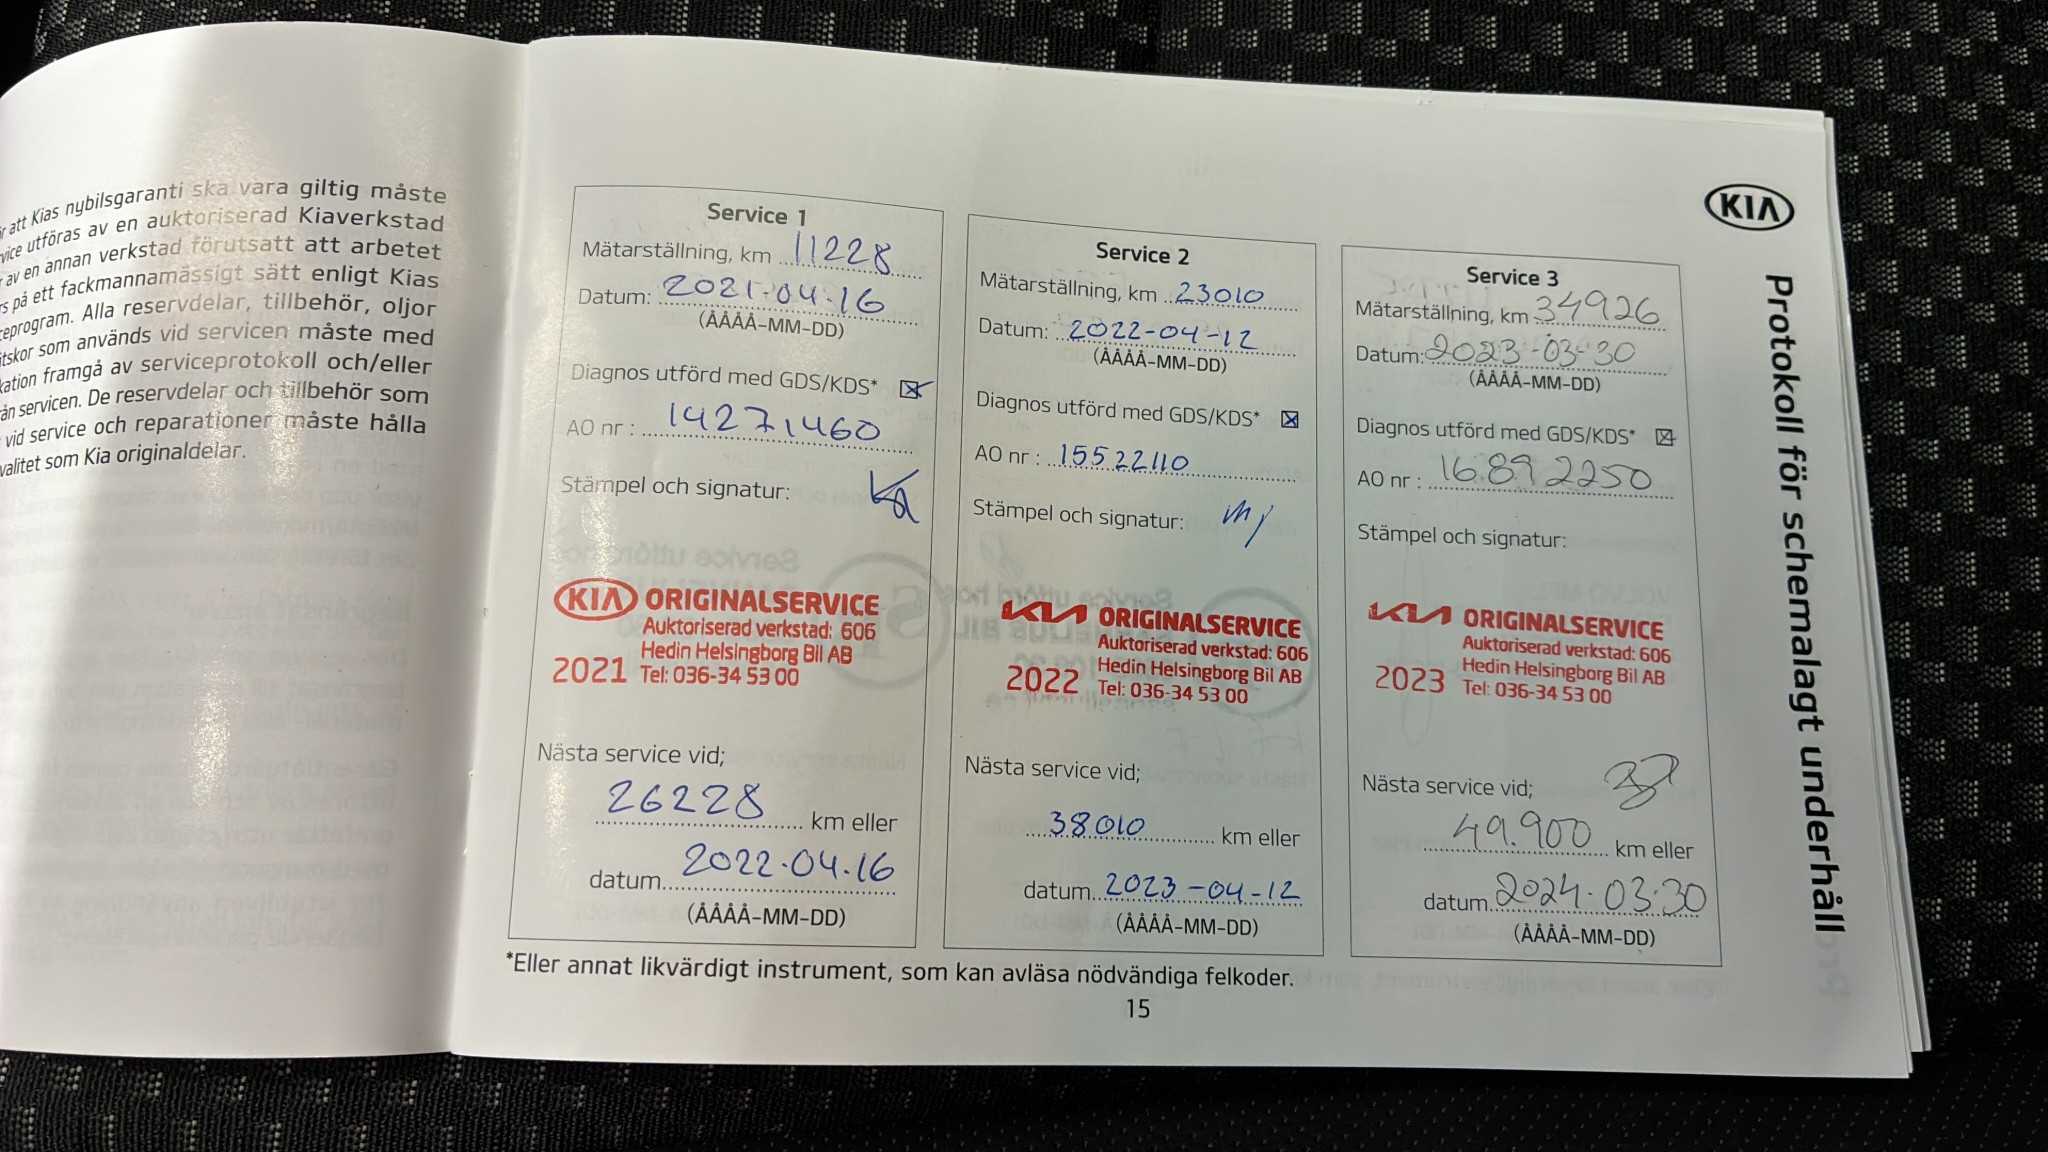 att Kias nybilsgaranti ska vara giltig måste
utföras av en auktoriserad Kiaverkstad
av en annan verkstad förutsatt att arbetet
på ett fackmannamässigt sätt enligt Kias
Alla reservdelar, tillbehör, oljor
som används vid servicen måste med
framgå av serviceprotokoll och/eller
servicen. De reservdelar och tillbehör som
vid service och reparationer måste hålla
som Kia originaldelar.
KIA
Protokoll för schemalagt underhåll
Service 1
Mätarställning, km 11228
Datum: 2021.04.16
(ÅÅÅÅ-MM-DD)
Diagnos utförd med GDS/KDS*
AO nr : 14271460
Stämpel och signatur:
KIA ORIGINALSERVICE
Auktoriserad verkstad: 606
Hedin Helsingborg Bil AB
2021 Tel: 036-34 53 00
Nästa service vid;
26228 km eller
datum 2022.04.16
(ÅÅÅÅ-MM-DD)
Service 2
Mätarställning, km 23010
Datum: 2022-04-12
(ÅÅÅÅ-MM-DD)
Diagnos utförd med GDS/KDS*
AO nr : 15522110
Stämpel och signatur:
KIA ORIGINALSERVICE
Auktoriserad verkstad: 606
Hedin Helsingborg Bil AB
2022 Tel: 036-34 53 00
Nästa service vid;
38010 km eller
datum 2023-04-12
(ÅÅÅÅ-MM-DD)
Service 3
Mätarställning, km 34926
Datum: 2023-03-30
(ÅÅÅÅ-MM-DD)
Diagnos utförd med GDS/KDS*
AO nr : 16892250
Stämpel och signatur:
KIA ORIGINALSERVICE
Auktoriserad verkstad: 606
Hedin Helsingborg Bil AB
2023 Tel: 036-34 53 00
Nästa service vid;
49.900 km eller
datum 2024.03.30
(ÅÅÅÅ-MM-DD)
*Eller annat likvärdigt instrument, som kan avläsa nödvändiga felkoder.
15